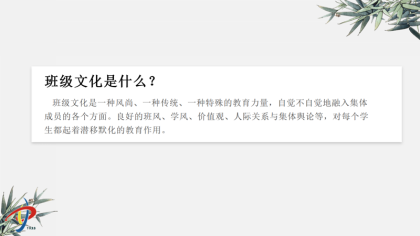 班级文化是什么？
班级文化是一种风尚、一种传统、一种特殊的教育力量，自觉不自觉地融入集体
成员的各个方面。良好的班风、学风、价值观、人际关系与集体舆论等，对每个学
生都起着潜移默化的教育作用。